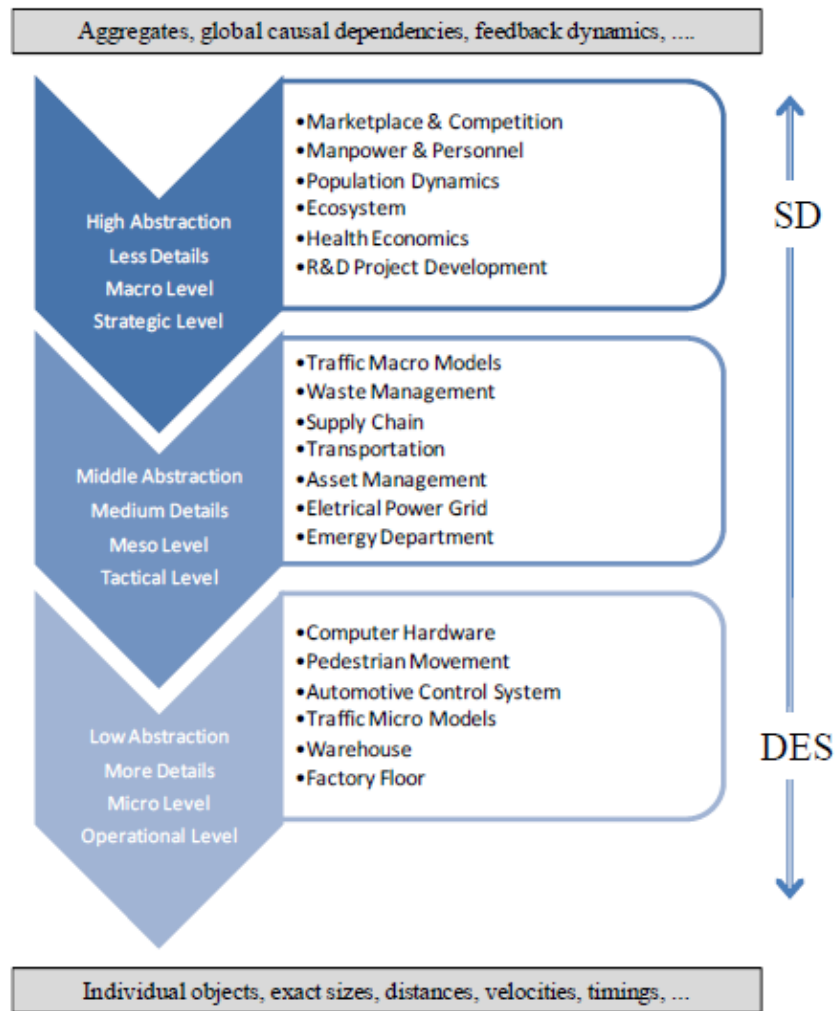 Aggregates, global causal dependencies, feedback dynamics, ....
High Abstraction
Less Details
Macro Level
Strategic Level
•Marketplace & Competition
•Manpower & Personnel
•Population Dynamics
•Ecosystem
•Health Economics
•R&D Project Development
SD
Middle Abstraction
Medium Details
Meso Level
Tactical Level
•Traffic Macro Models
•Waste Management
•Supply Chain
•Transportation
•Asset Management
•Eletrical Power Grid
•Emergy Department
Low Abstraction
More Details
Micro Level
Operational Level
•Computer Hardware
•Pedestrian Movement
•Automotive Control System
•Traffic Micro Models
•Warehouse
•Factory Floor
DES
Individual objects, exact sizes, distances, velocities, timings, ...